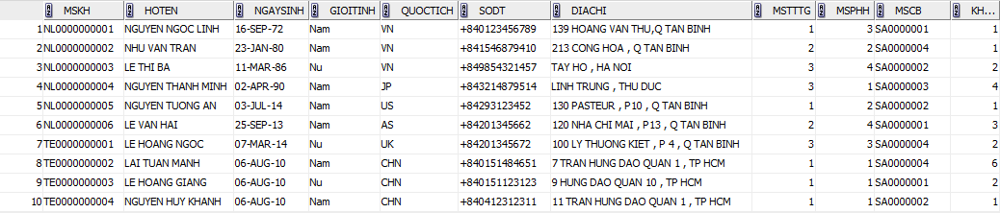 MSKH HOTEN NGAYSINH GIOITINH QUOCTICH SODT DIACHI MSTTTG MSPHH MSCB KH...
1 NL0000000001 NGUYEN NGOC LINH 16-SEP-72 Nam VN +840123456789 139 HOANG VAN THU,Q TAN BINH 1 3 SA0000001 1
2 NL0000000002 NHU VAN TRAN 23-JAN-80 Nam VN +841546879410 213 CONG HOA , Q TAN BINH 2 2 SA0000004 1
3 NL0000000003 LE THI BA 11-MAR-86 Nu VN +849854321457 TAY HO , HA NOI 3 4 SA0000002 2
4 NL0000000004 NGUYEN THANH MINH 02-APR-90 Nam JP +843214879514 LINH TRUNG , THU DUC 3 1 SA0000003 4
5 NL0000000005 NGUYEN TUONG AN 03-JUL-14 Nam US +84293123452 130 PASTEUR , P10 , Q TAN BINH 1 2 SA0000002 1
6 NL0000000006 LE VAN HAI 25-SEP-13 Nam AS +84201345662 120 NHA CHI MAI , P13 , Q TAN BINH 2 4 SA0000001 3
7 TE0000000001 LE HOANG NGOC 07-MAR-14 Nu UK +84201345662 100 LY THUONG KIET , P 4 , Q TAN BINH 3 3 SA0000001 2
8 TE0000000002 LAI TUAN MANH 06-AUG-10 Nam CHN +840151484651 7 TRAN HUNG DAO QUAN 1 , TP HCM 1 1 SA0000004 6
9 TE0000000003 LE HOANG GIANG 06-AUG-10 Nu CHN +840151123123 9 HUNG DAO QUAN 10 , TP HCM 1 1 SA0000001 2
10 TE0000000004 NGUYEN HUY KHANH 06-AUG-10 Nam CHN +840412312311 11 TRAN HUNG DAO QUAN 1 , TP HCM 1 1 SA0000002 1